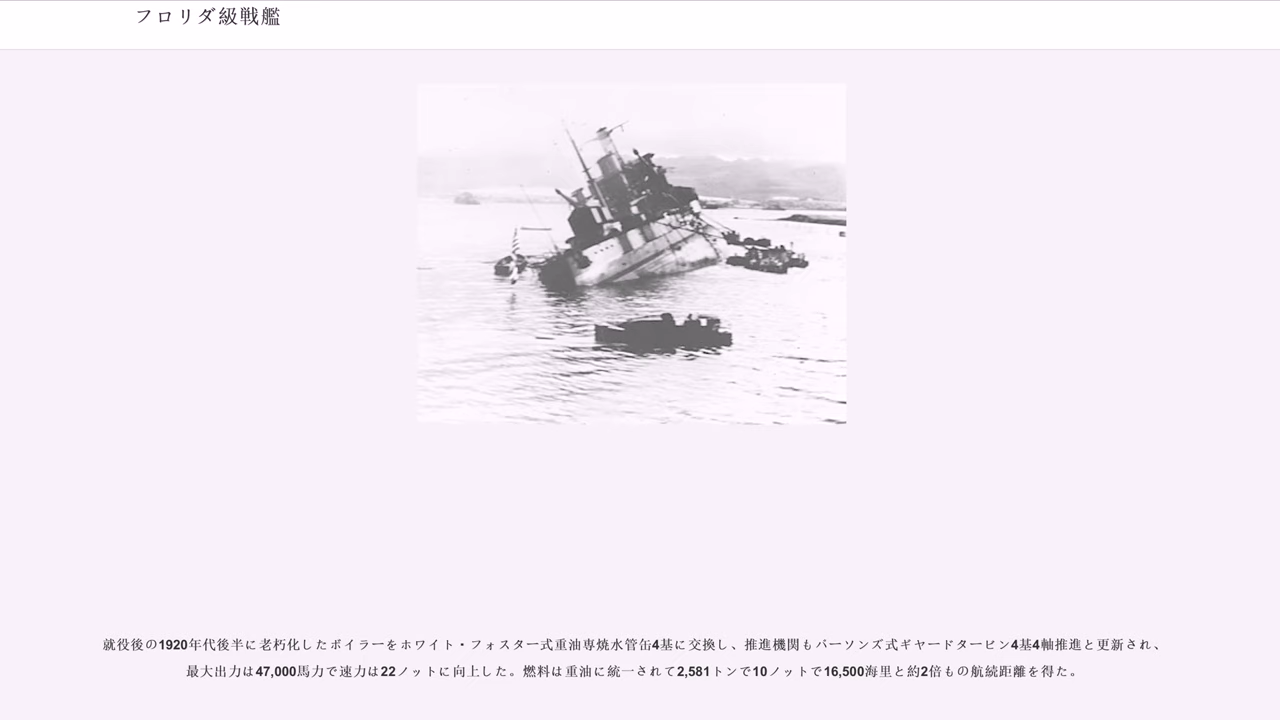 フロリダ級戦艦
就役後の1920年代後半に老朽化したボイラーをホワイト・フォスター式重油専焼水管缶4基に交換し、推進機関もパーソンズ式ギヤードタービン4基4軸推進と更新され、
最大出力は47,000馬力で速力は22ノットに向上した。燃料は重油に統一されて2,581トンで10ノットで16,500海里と約2倍もの航続距離を得た。